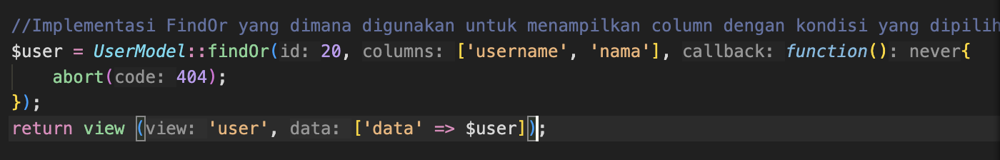 //Implementasi FindOr yang dimana digunakan untuk menampilkan column dengan kondisi yang dipilih
$user = UserModel::findOr(id: 20, columns: ['username', 'nama'], callback: function(): never{
abort(code: 404);
});
return view (view: 'user', data: ['data' => $user]);